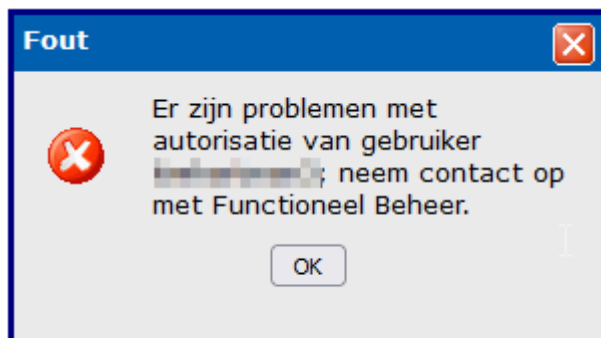 Fout
Er zijn problemen met
autorisatie van gebruiker
; neem contact op
met Functioneel Beheer.
OK